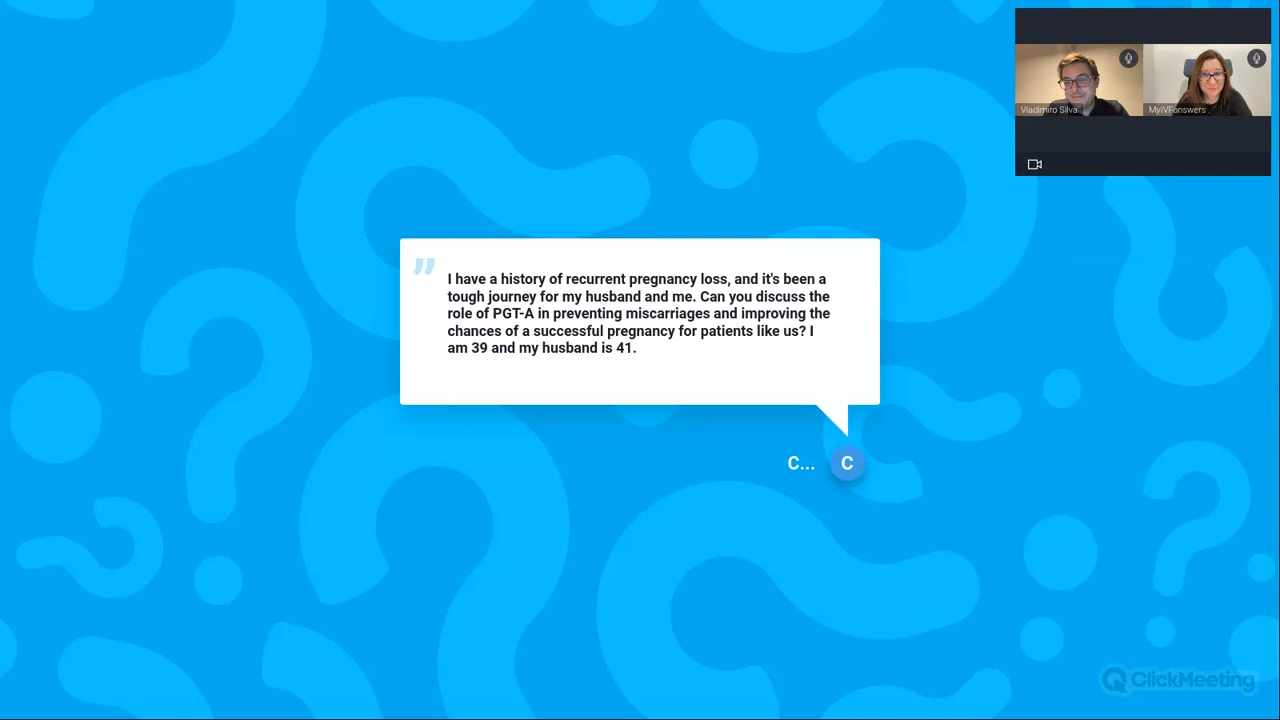 Vladimiro Silva
MyIVFanswers
I have a history of recurrent pregnancy loss, and it's been a
tough journey for my husband and me. Can you discuss the
role of PGT-A in preventing miscarriages and improving the
chances of a successful pregnancy for patients like us? I
am 39 and my husband is 41.
C...
C
ClickMeeting